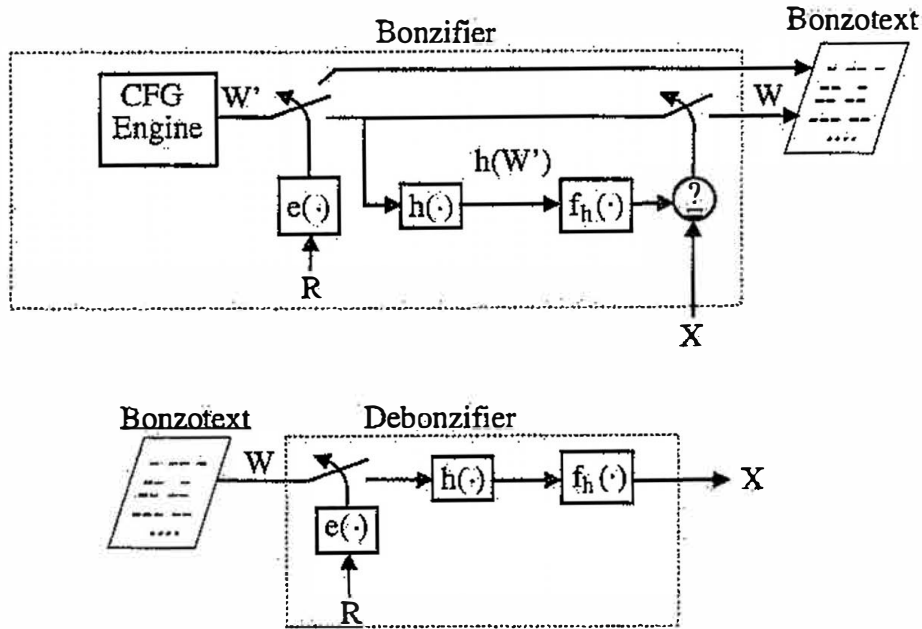 Bonzifier
Bonzotext
CFG
Engine
W'
W
h(W')
e(·)
h(·)
f_h(·)
?
R
X
Bonzotext
Debonzifier
W
h(·)
f_h(·)
X
e(·)
R